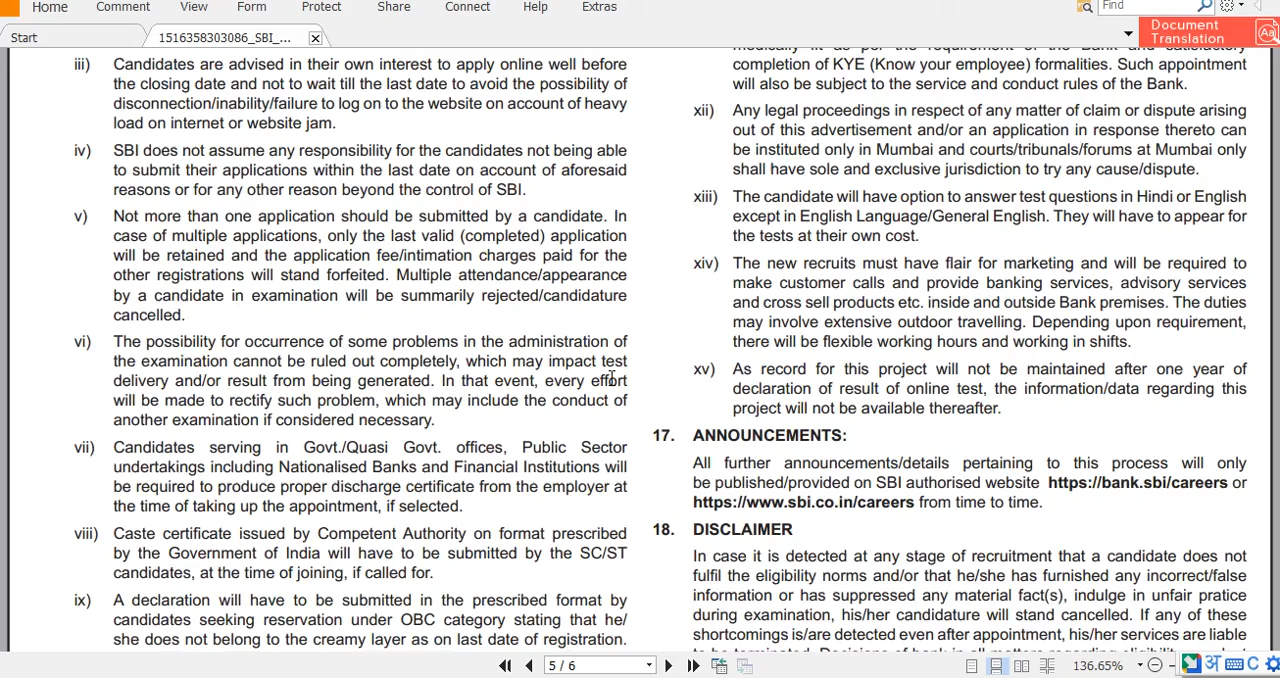 Home Comment View Form Protect Share Connect Help Extras Find
Start 1516358303086_SBI_...
Document
Translation
iii) Candidates are advised in their own interest to apply online well before
the closing date and not to wait till the last date to avoid the possibility of
disconnection/inability/failure to log on to the website on account of heavy
load on internet or website jam.
iv) SBI does not assume any responsibility for the candidates not being able
to submit their applications within the last date on account of aforesaid
reasons or for any other reason beyond the control of SBI.
v) Not more than one application should be submitted by a candidate. In
case of multiple applications, only the last valid (completed) application
will be retained and the application fee/intimation charges paid for the
other registrations will stand forfeited. Multiple attendance/appearance
by a candidate in examination will be summarily rejected/candidature
cancelled.
vi) The possibility for occurrence of some problems in the administration of
the examination cannot be ruled out completely, which may impact test
delivery and/or result from being generated. In that event, every effort
will be made to rectify such problem, which may include the conduct of
another examination if considered necessary.
vii) Candidates serving in Govt./Quasi Govt. offices, Public Sector
undertakings including Nationalised Banks and Financial Institutions will
be required to produce proper discharge certificate from the employer at
the time of taking up the appointment, if selected.
viii) Caste certificate issued by Competent Authority on format prescribed
by the Government of India will have to be submitted by the SC/ST
candidates, at the time of joining, if called for.
ix) A declaration will have to be submitted in the prescribed format by
candidates seeking reservation under OBC category stating that he/
she does not belong to the creamy layer as on last date of registration.
medically fit as per the requirement of the Bank and satisfactory
completion of KYE (Know your employee) formalities. Such appointment
will also be subject to the service and conduct rules of the Bank.
xii) Any legal proceedings in respect of any matter of claim or dispute arising
out of this advertisement and/or an application in response thereto can
be instituted only in Mumbai and courts/tribunals/forums at Mumbai only
shall have sole and exclusive jurisdiction to try any cause/dispute.
xiii) The candidate will have option to answer test questions in Hindi or English
except in English Language/General English. They will have to appear for
the tests at their own cost.
xiv) The new recruits must have flair for marketing and will be required to
make customer calls and provide banking services, advisory services
and cross sell products etc. inside and outside Bank premises. The duties
may involve extensive outdoor travelling. Depending upon requirement,
there will be flexible working hours and working in shifts.
xv) As record for this project will not be maintained after one year of
declaration of result of online test, the information/data regarding this
project will not be available thereafter.
17. ANNOUNCEMENTS:
All further announcements/details pertaining to this process will only
be published/provided on SBI authorised website https://bank.sbi/careers or
https://www.sbi.co.in/careers from time to time.
18. DISCLAIMER
In case it is detected at any stage of recruitment that a candidate does not
fulfil the eligibility norms and/or that he/she has furnished any incorrect/false
information or has suppressed any material fact(s), indulge in unfair pratice
during examination, his/her candidature will stand cancelled. If any of these
shortcomings is/are detected even after appointment, his/her services are liable
to be terminated. Decisions of bank in all matters regarding eligibility, conduct
5 / 6 136.65% अ